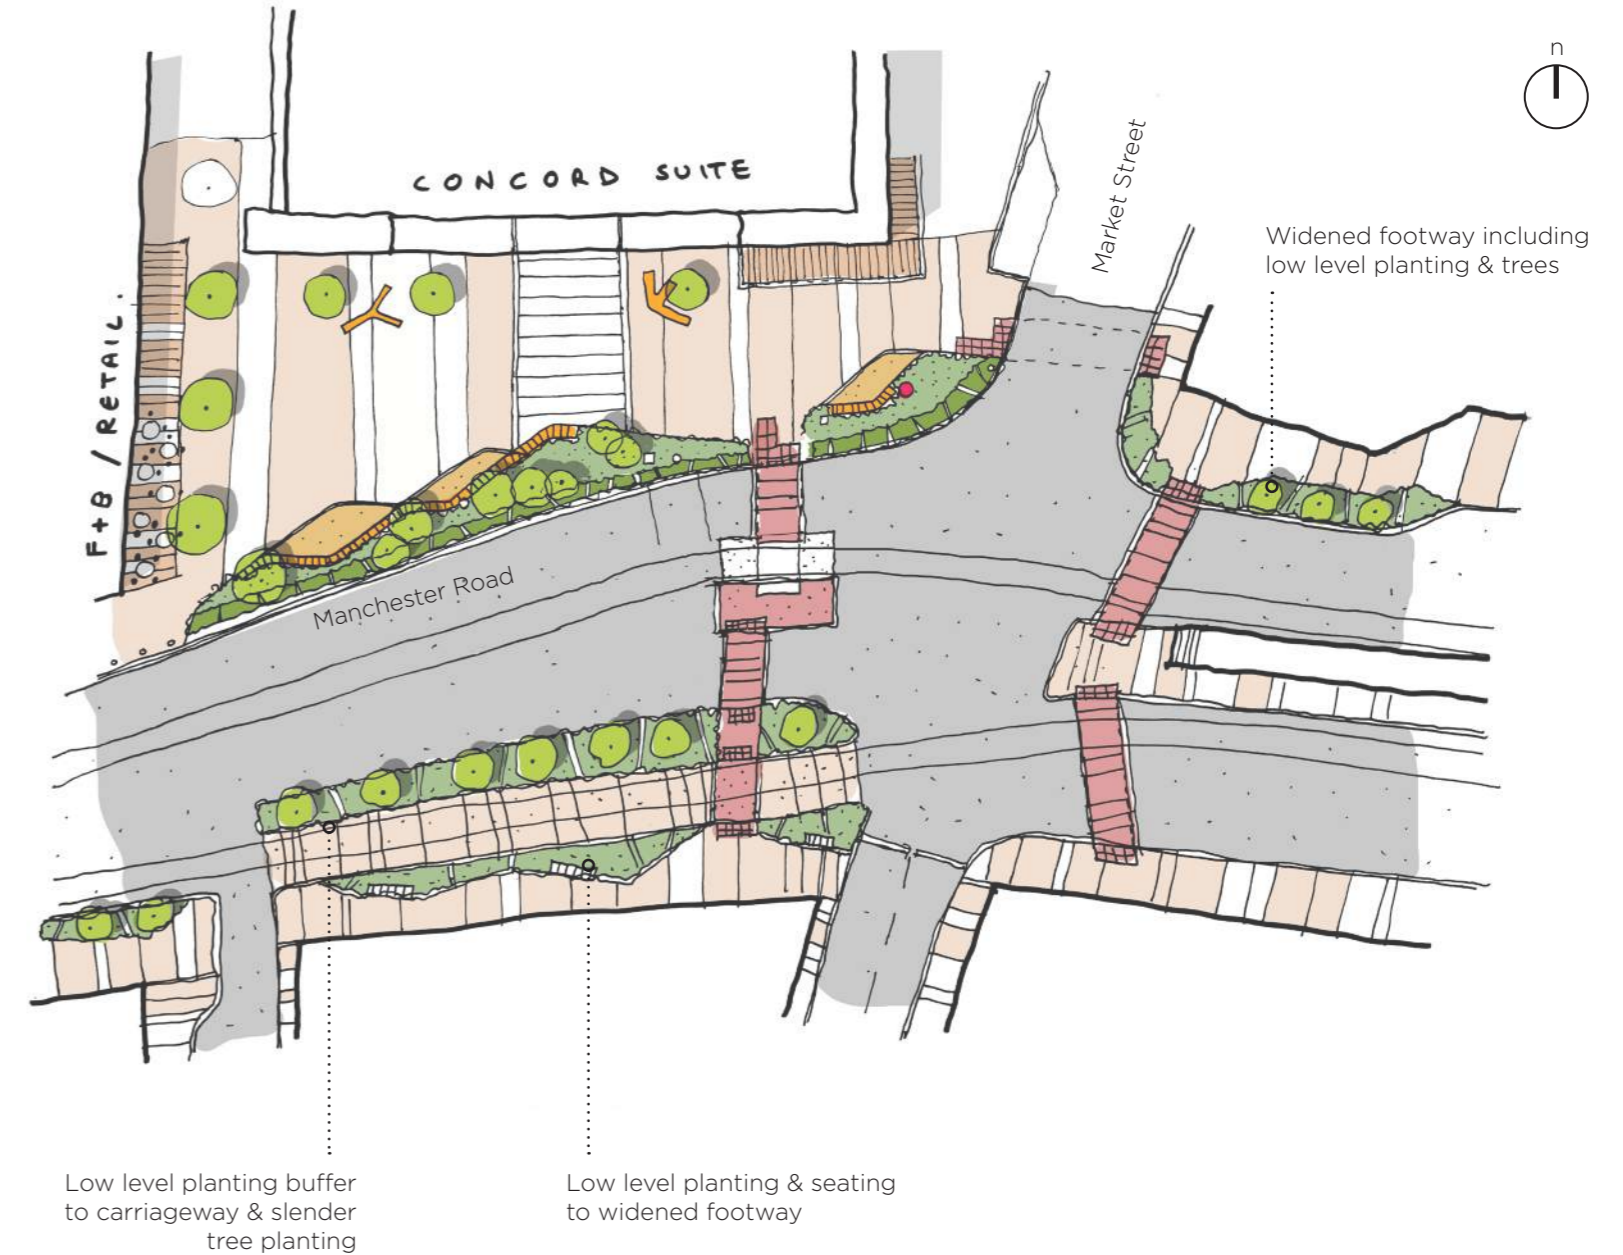 n
CONCORD SUITE
Market Street
Widened footway including
low level planting & trees
F+B / RETAIL.
Manchester Road
Low level planting buffer
to carriageway & slender
tree planting
Low level planting & seating
to widened footway